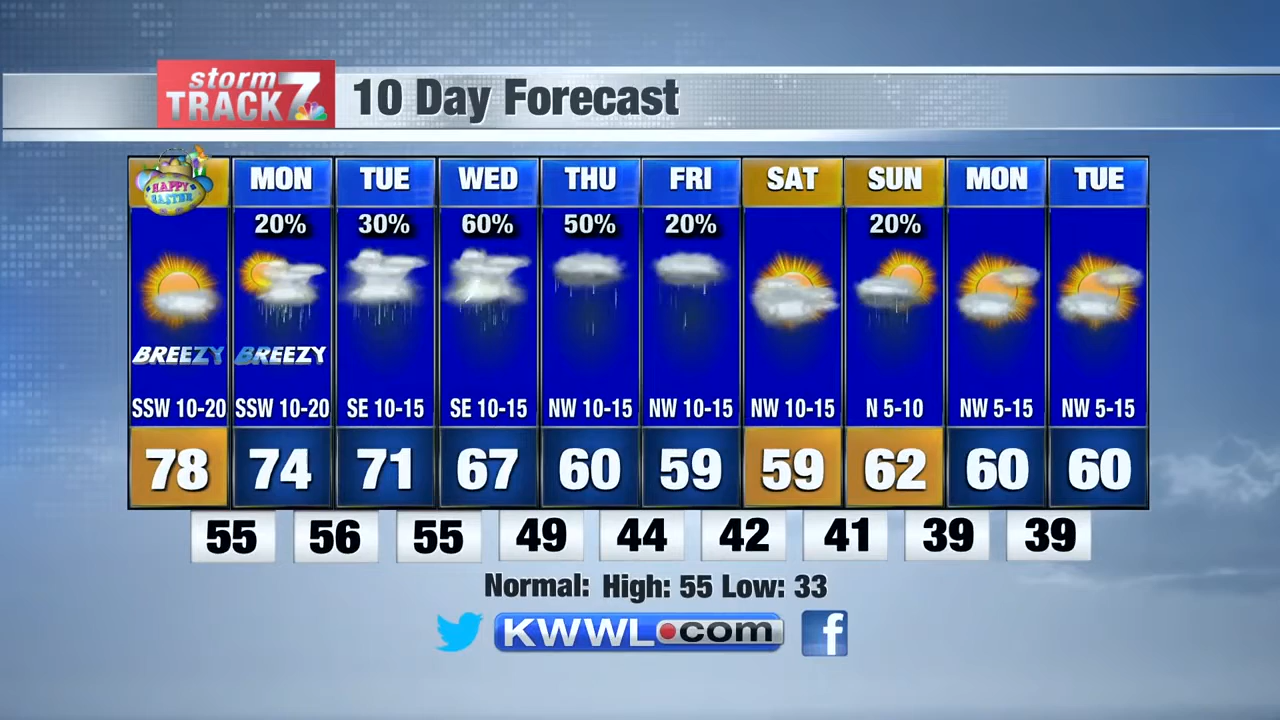 storm
TRACK 7
10 Day Forecast
HAPPY EASTER MON TUE WED THU FRI SAT SUN MON TUE
20% 30% 60% 50% 20% 20%
BREEZY BREEZY
SSW 10-20 SSW 10-20 SE 10-15 SE 10-15 NW 10-15 NW 10-15 NW 10-15 N 5-10 NW 5-15 NW 5-15
78 74 71 67 60 59 59 62 60 60
55 56 55 49 44 42 41 39 39
Normal: High: 55 Low: 33
KWWL.com f